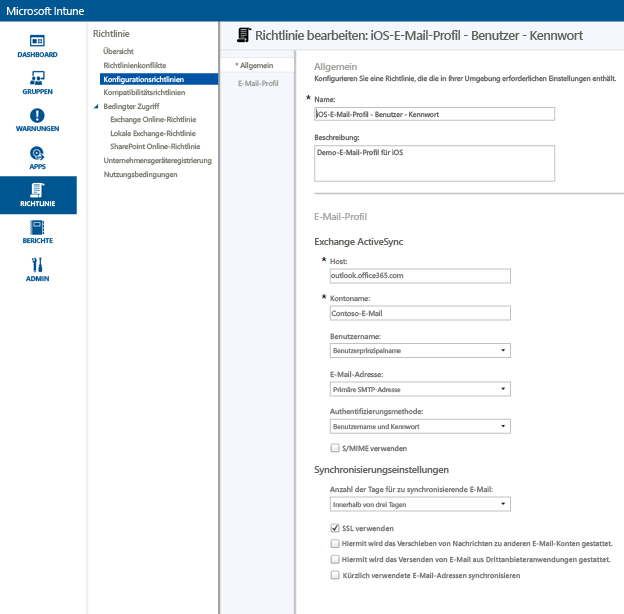 Microsoft Intune
DASHBOARD
GRUPPEN
WARNUNGEN
APPS
RICHTLINIE
BERICHTE
ADMIN
Richtlinie
Übersicht
Richtlinienkonflikte
Konfigurationsrichtlinien
Kompatibilitätsrichtlinien
Bedingter Zugriff
Exchange Online-Richtlinie
Lokale Exchange-Richtlinie
SharePoint Online-Richtlinie
Unternehmensgeräteregistrierung
Nutzungsbedingungen
Richtlinie bearbeiten: iOS-E-Mail-Profil - Benutzer - Kennwort
* Allgemein
E-Mail-Profil
Allgemein
Konfigurieren Sie eine Richtlinie, die die in Ihrer Umgebung erforderlichen Einstellungen enthält.
* Name:
iOS-E-Mail-Profil - Benutzer - Kennwort
Beschreibung:
Demo-E-Mail-Profil für iOS
E-Mail-Profil
Exchange ActiveSync
* Host:
outlook.office365.com
* Kontoname:
Contoso-E-Mail
Benutzername:
Benutzerprinzipalname
E-Mail-Adresse:
Primäre SMTP-Adresse
Authentifizierungsmethode:
Benutzername und Kennwort
S/MIME verwenden
Synchronisierungseinstellungen
Anzahl der Tage für zu synchronisierende E-Mail:
Innerhalb von drei Tagen
SSL verwenden
Hiermit wird das Verschieben von Nachrichten zu anderen E-Mail-Konten gestattet.
Hiermit wird das Versenden von E-Mail aus Drittanbieteranwendungen gestattet.
Kürzlich verwendete E-Mail-Adressen synchronisieren